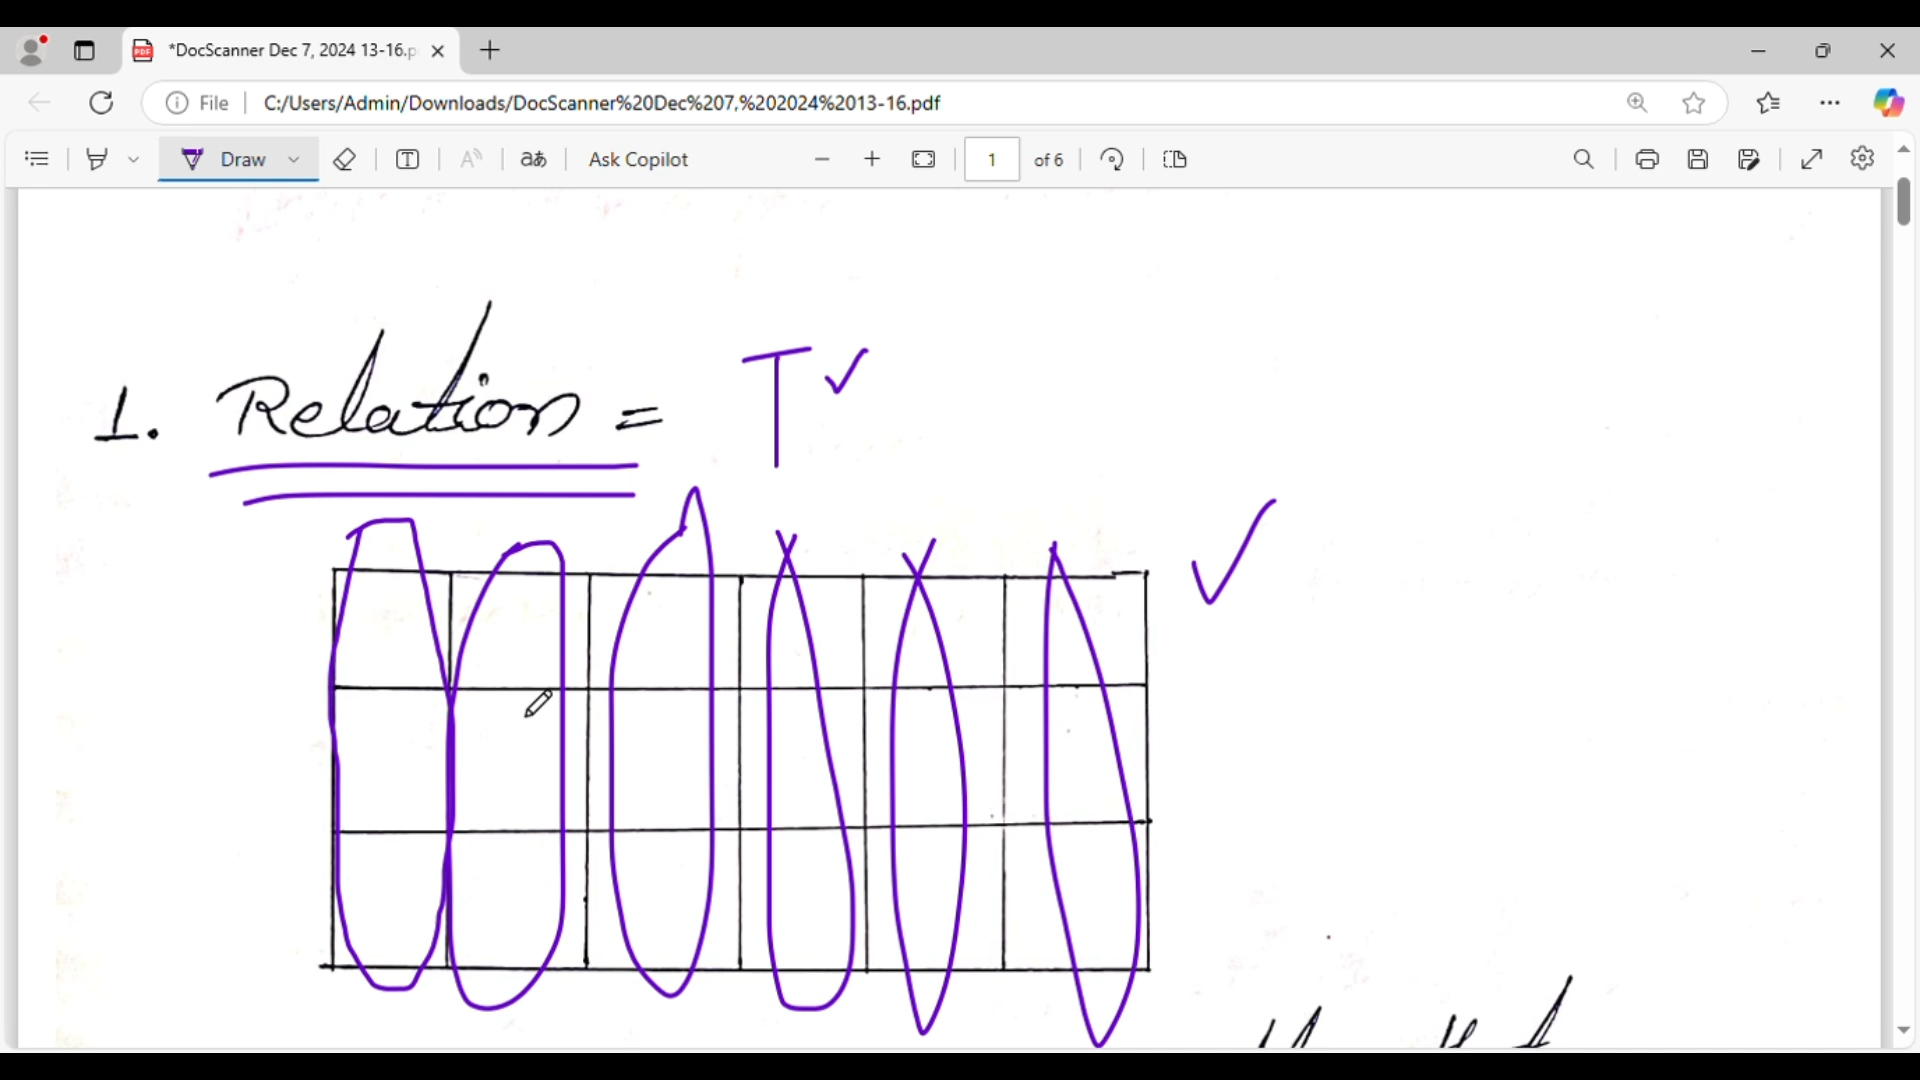 *DocScanner Dec 7, 2024 13-16.p
File
C:/Users/Admin/Downloads/DocScanner%20Dec%207,%202024%2013-16.pdf
Draw
Ask Copilot
1 of 6
1. Relation = T